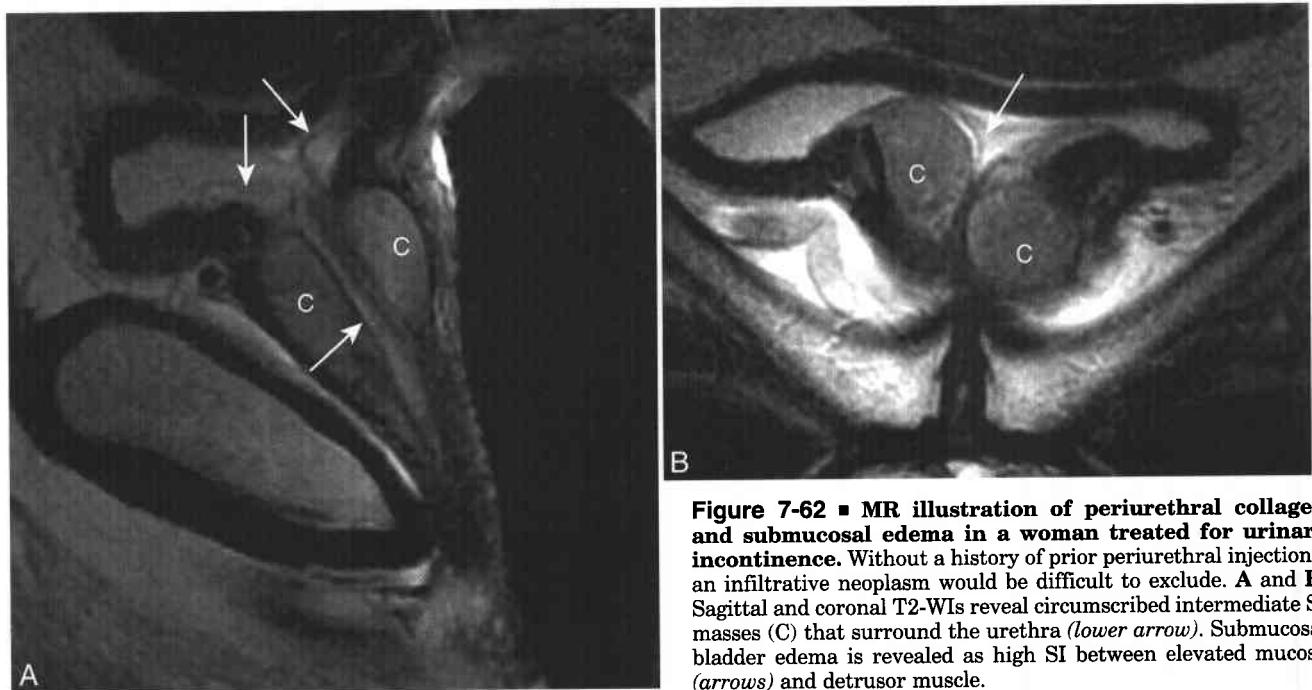 C
C
A
C
C
B
Figure 7-62 ■ MR illustration of periurethral collage
and submucosal edema in a woman treated for urinar
incontinence. Without a history of prior periurethral injection
an infiltrative neoplasm would be difficult to exclude. A and B
Sagittal and coronal T2-WIs reveal circumscribed intermediate S
masses (C) that surround the urethra (lower arrow). Submucosa
bladder edema is revealed as high SI between elevated mucos
(arrows) and detrusor muscle.